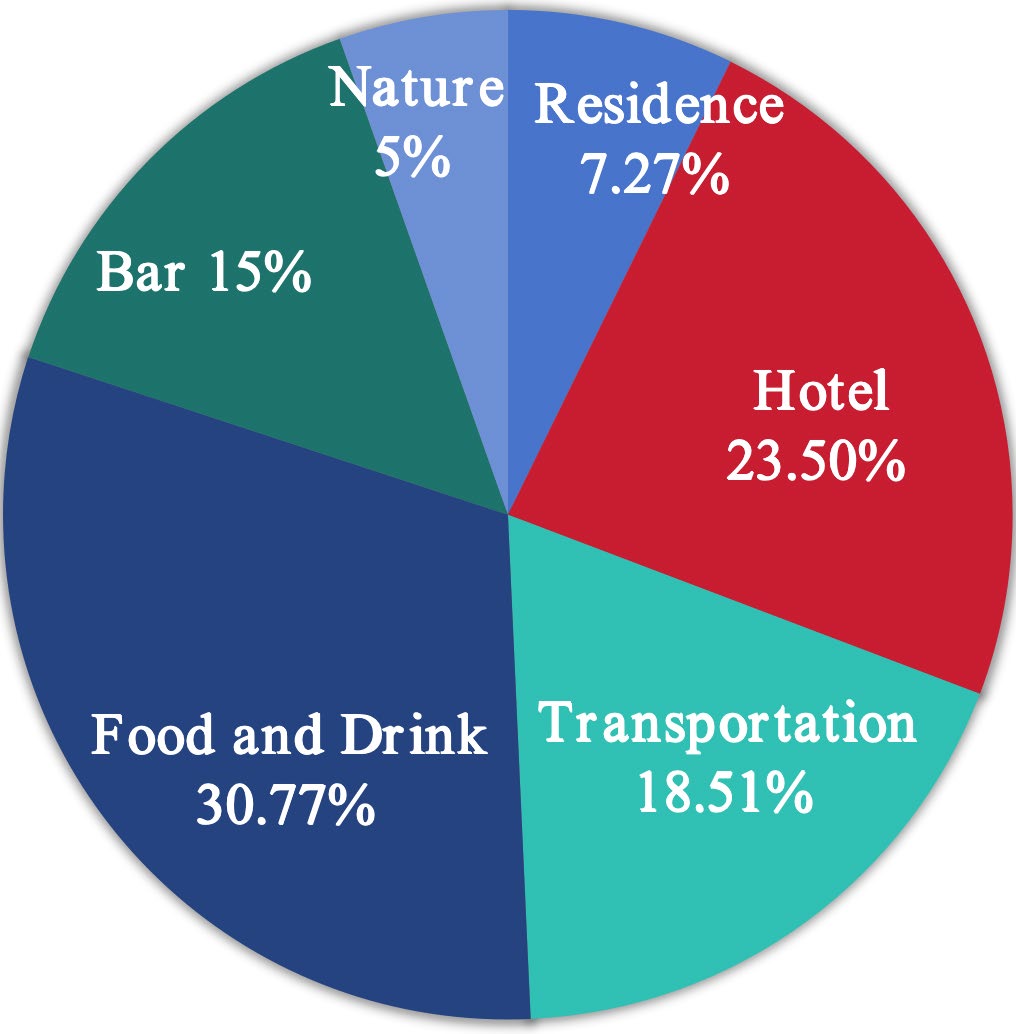 Nature
5%
Residence
7.27%
Bar 15%
Hotel
23.50%
Food and Drink
30.77%
Transportation
18.51%